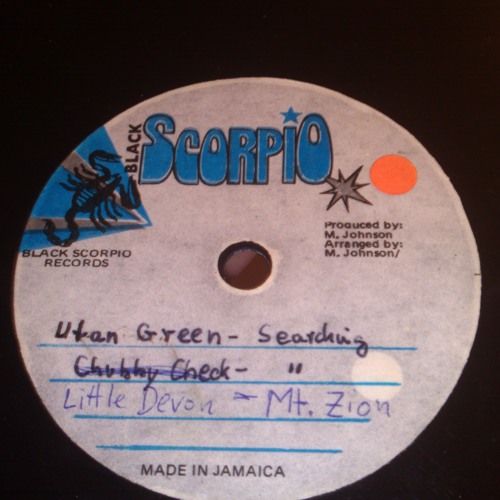 BLACK
SCORPIO
BLACK SCORPIO
RECORDS
Produced by:
M. Johnson
Arranged by:
M. Johnson/
Utan Green - Searching
Chubby Check - "
Little Devon - Mt. Zion
MADE IN JAMAICA